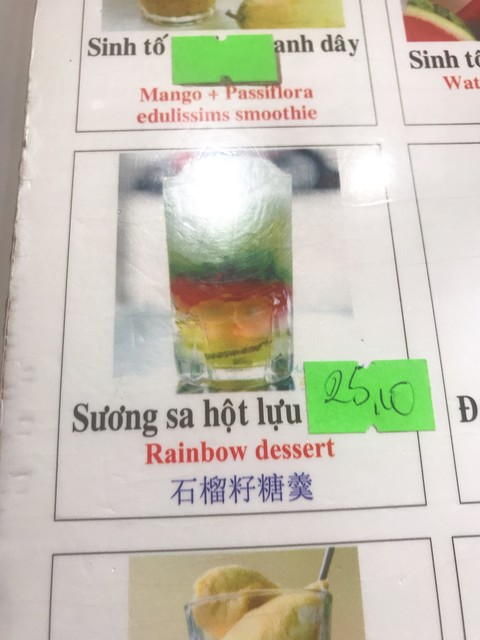 Sinh tố anh dây
Mango + Passiflora
edulissims smoothie
Sinh tố
Wat
Sương sa hột lựu
25,10
Rainbow dessert
石榴籽糖羹
Đ